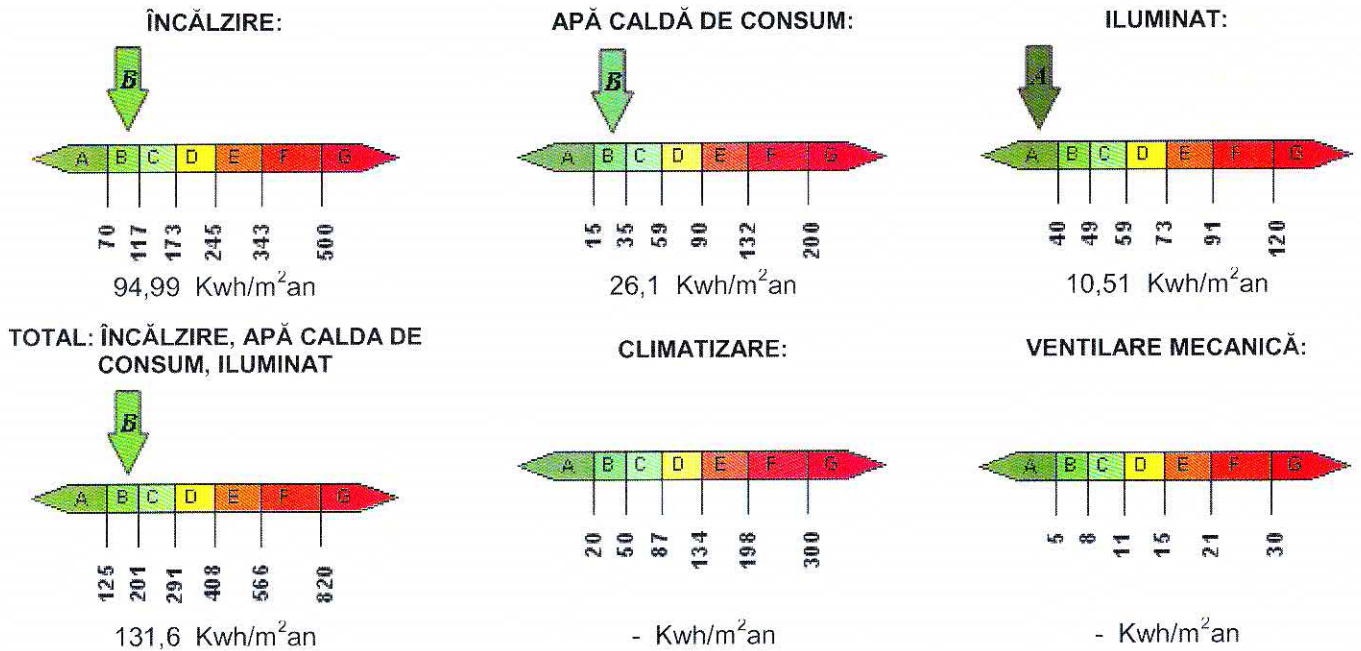 ÎNCĂLZIRE:
B
A B C D E F G
70 117 173 245 343 500
94,99 Kwh/m²an
APĂ CALDĂ DE CONSUM:
B
A B C D E F G
15 35 59 90 132 200
26,1 Kwh/m²an
ILUMINAT:
A
A B C D E F G
40 49 59 73 91 120
10,51 Kwh/m²an
TOTAL: ÎNCĂLZIRE, APĂ CALDA DE
CONSUM, ILUMINAT
B
A B C D E F G
125 201 291 408 566 820
131,6 Kwh/m²an
CLIMATIZARE:
A B C D E F G
20 50 87 134 198 300
- Kwh/m²an
VENTILARE MECANICĂ:
A B C D E F G
5 8 11 15 21 30
- Kwh/m²an